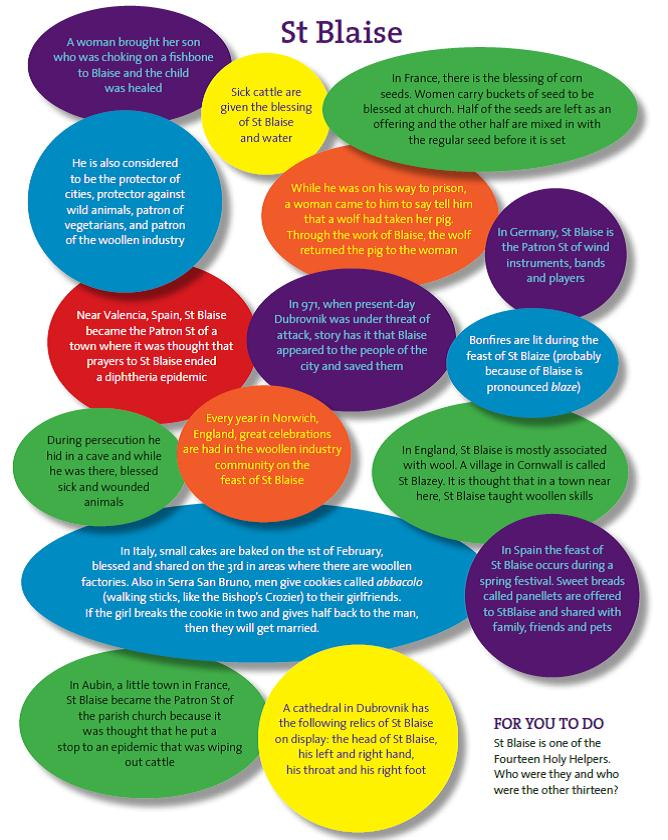 St Blaise
A woman brought her son
who was choking on a fishbone
to Blaise and the child
was healed
Sick cattle are
given the blessing
of St Blaise
and water
In France, there is the blessing of corn
seeds. Women carry buckets of seed to be
blessed at church. Half of the seeds are left as an
offering and the other half are mixed in with
the regular seed before it is set
He is also considered
to be the protector of
cities, protector against
wild animals, patron of
vegetarians, and patron
of the woollen industry
While he was on his way to prison,
a woman came to him to say tell him
that a wolf had taken her pig.
Through the work of Blaise, the wolf
returned the pig to the woman
In Germany, St Blaise is
the Patron St of wind
instruments, bands
and players
Near Valencia, Spain, St Blaise
became the Patron St of a
town where it was thought that
prayers to St Blaise ended
a diphtheria epidemic
In 971, when present-day
Dubrovnik was under threat of
attack, story has it that Blaise
appeared to the people of the
city and saved them
Bonfires are lit during the
feast of St Blaize (probably
because of Blaise is
pronounced blaze)
During persecution he
hid in a cave and while
he was there, blessed
sick and wounded
animals
Every year in Norwich,
England, great celebrations
are had in the woollen industry
community on the
feast of St Blaise
In England, St Blaise is mostly associated
with wool. A village in Cornwall is called
St Blazey. It is thought that in a town near
here, St Blaise taught woollen skills
In Italy, small cakes are baked on the 1st of February,
blessed and shared on the 3rd in areas where there are woollen
factories. Also in Serra San Bruno, men give cookies called abbacolo
(walking sticks, like the Bishop's Crozier) to their girlfriends.
If the girl breaks the cookie in two and gives half back to the man,
then they will get married.
In Spain the feast of
St Blaise occurs during a
spring festival. Sweet breads
called panellets are offered
to StBlaise and shared with
family, friends and pets
In Aubin, a little town in France,
St Blaise became the Patron St of
the parish church because it
was thought that he put a
stop to an epidemic that was wiping
out cattle
A cathedral in Dubrovnik has
the following relics of St Blaise
on display: the head of St Blaise,
his left and right hand,
his throat and his right foot
FOR YOU TO DO
St Blaise is one of the
Fourteen Holy Helpers.
Who were they and who
were the other thirteen?